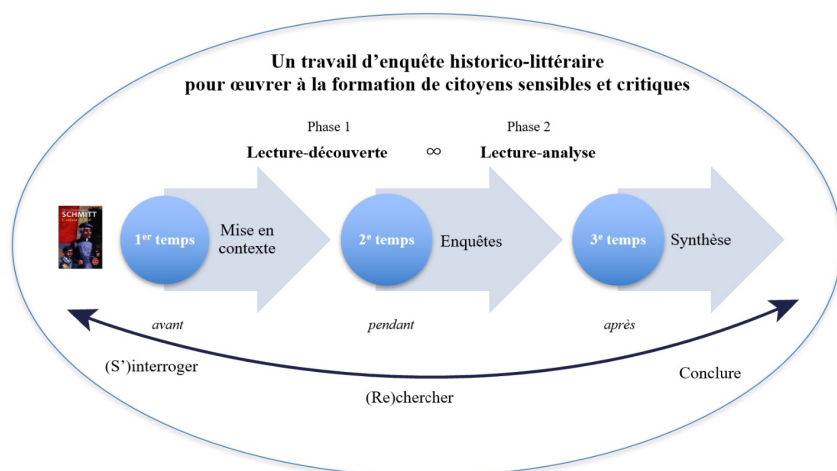 Un travail d’enquête historico-littéraire
pour œuvrer à la formation de citoyens sensibles et critiques
Phase 1
Phase 2
Lecture-découverte ∞ Lecture-analyse
SCHMITT
1er temps
Mise en
contexte
2e temps
Enquêtes
3e temps
Synthèse
avant
pendant
après
(S’)interroger
(Re)chercher
Conclure